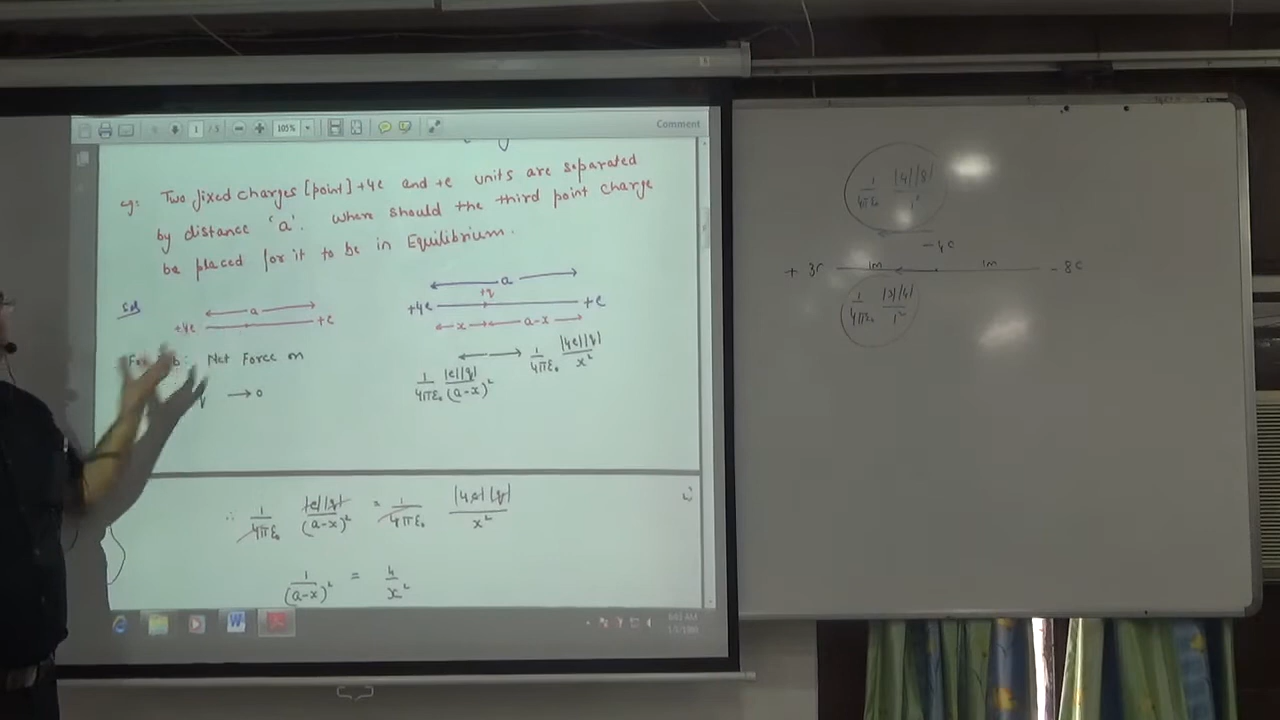 1 / 5
105%
Comment
eg: Two fixed charges [point] +4e and +e units are separated
by distance 'a'. where should the third point charge
be placed for it to be in Equilibrium.
Sol
a
+4e +e
a
+q
+4e +e
x a-x
Net Force on
q → 0
1/4πε₀ |e||q|/(a-x)²
1/4πε₀ |4e||q|/x²
∴ 1/4πε₀ |e||q|/(a-x)² = 1/4πε₀ |4e||q|/x²
1/(a-x)² = 4/x²
1/4πε₀ |4||8|/1²
-4c
+ 3c 1m 1m - 8c
1/4πε₀ |3||4|/1²